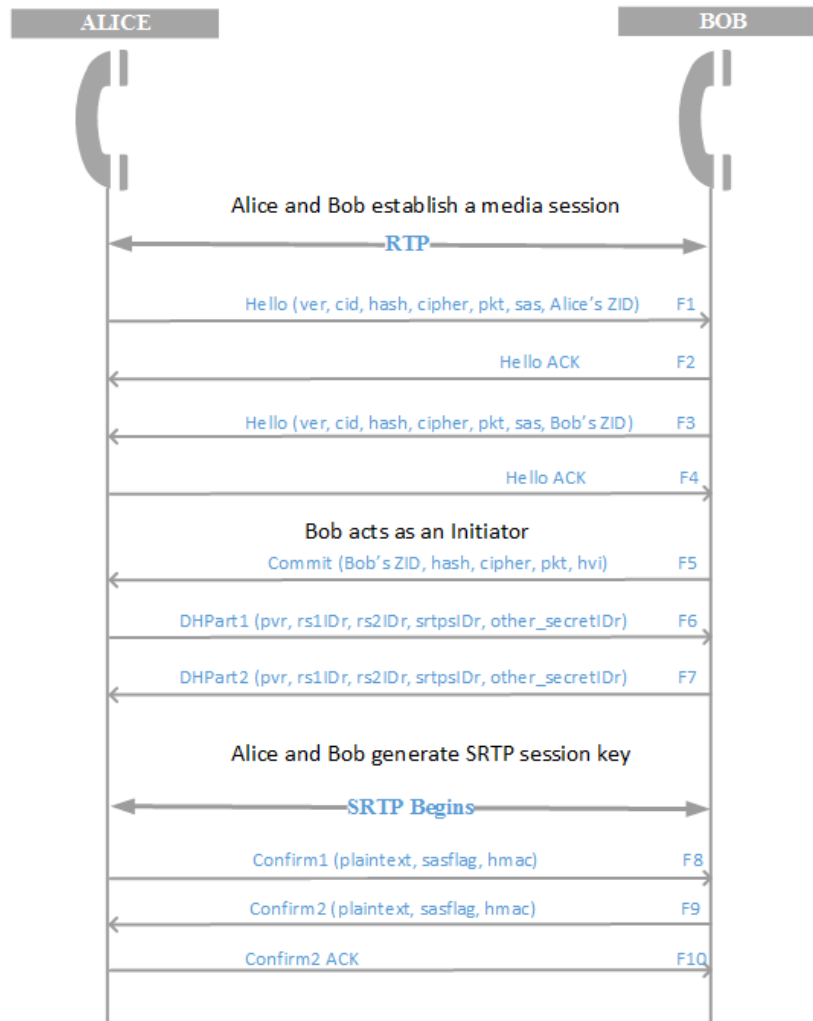 ALICE
BOB
Alice and Bob establish a media session
RTP
Hello (ver, cid, hash, cipher, pkt, sas, Alice's ZID) F1
Hello ACK F2
Hello (ver, cid, hash, cipher, pkt, sas, Bob's ZID) F3
Hello ACK F4
Bob acts as an Initiator
Commit (Bob's ZID, hash, cipher, pkt, hvi) F5
DHPart1 (pvr, rs1IDr, rs2IDr, srtpsIDr, other_secretIDr) F6
DHPart2 (pvr, rs1IDr, rs2IDr, srtpsIDr, other_secretIDr) F7
Alice and Bob generate SRTP session key
SRTP Begins
Confirm1 (plaintext, sasflag, hmac) F8
Confirm2 (plaintext, sasflag, hmac) F9
Confirm2 ACK F10